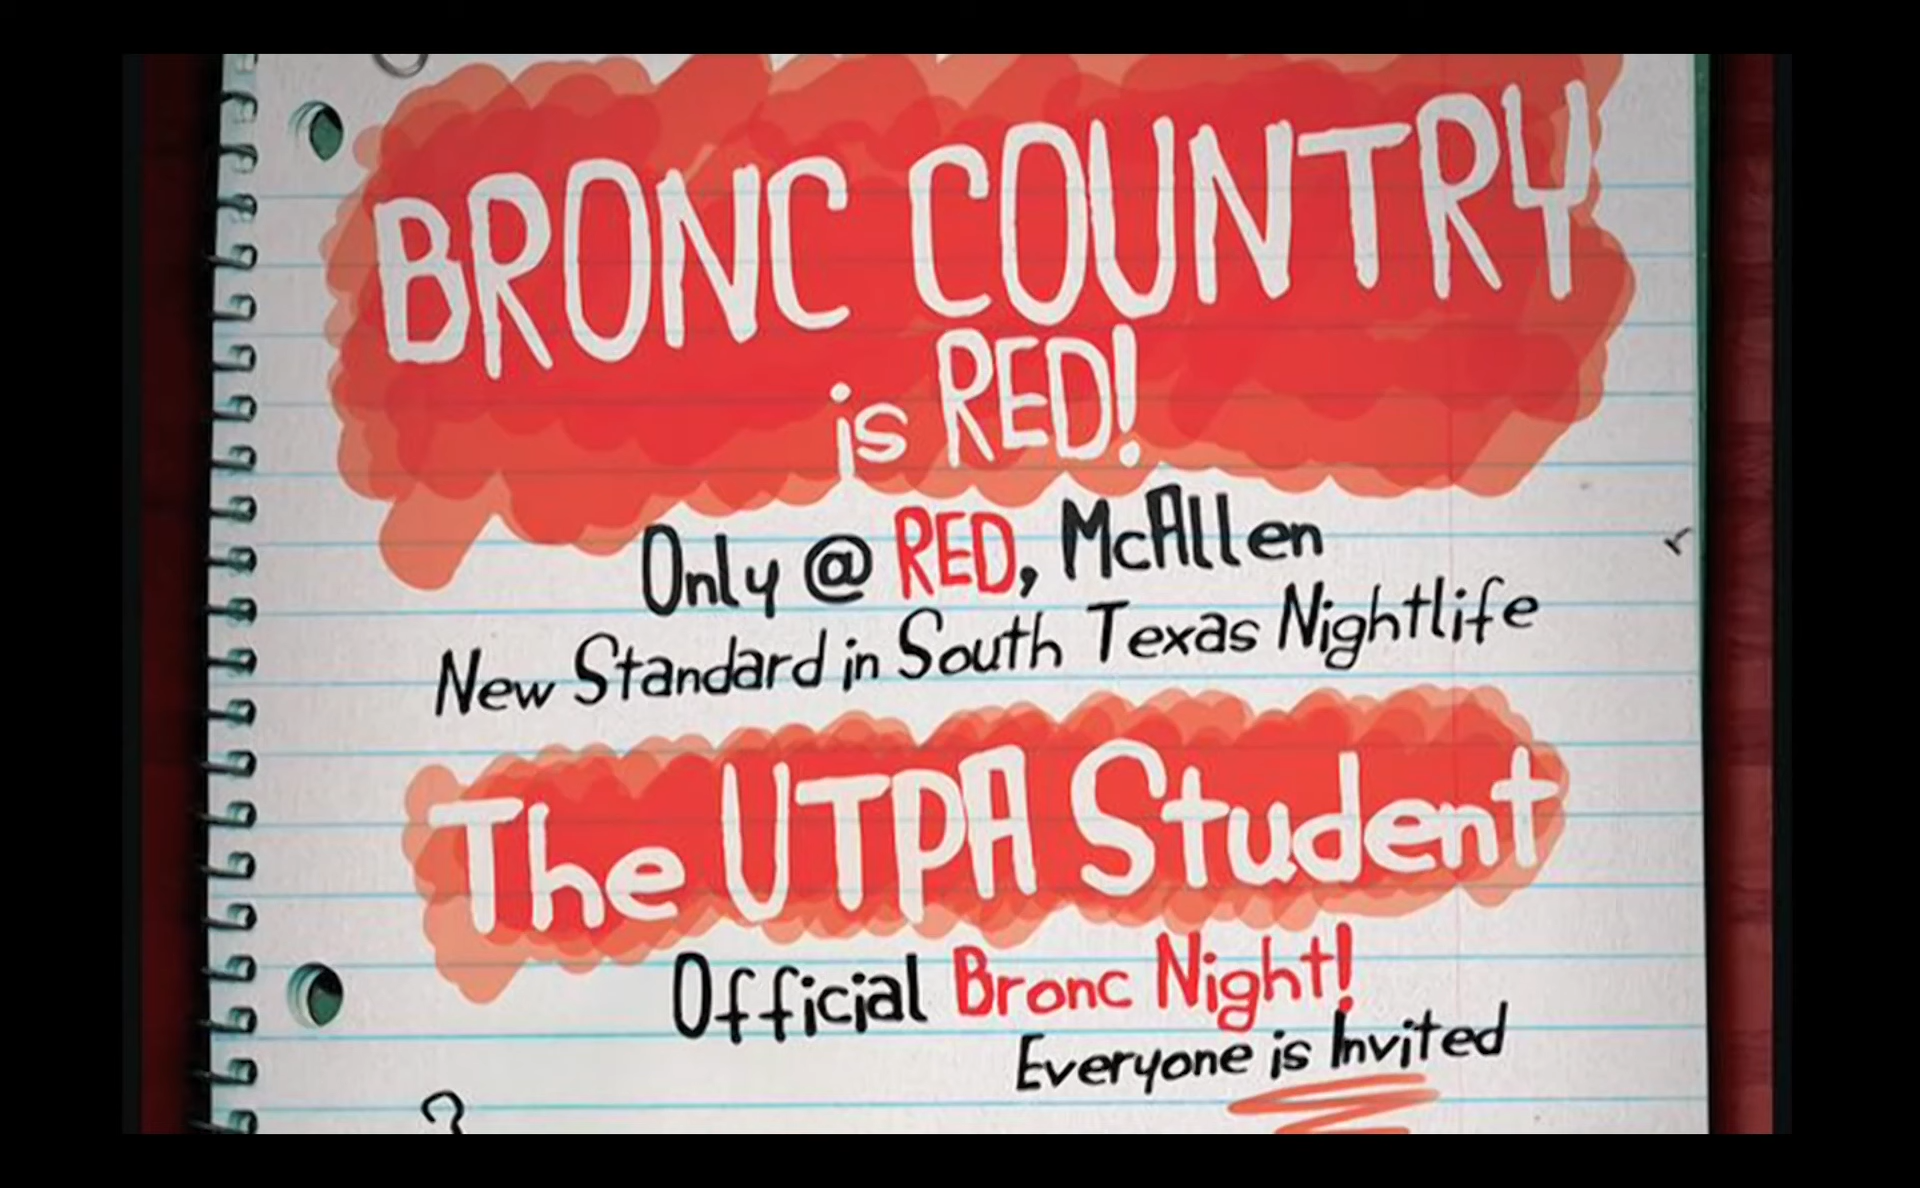 BRONC COUNTRY
is RED!
Only @ RED, McAllen
New Standard in South Texas Nightlife
The UTPA Student
Official Bronc Night!
Everyone is Invited